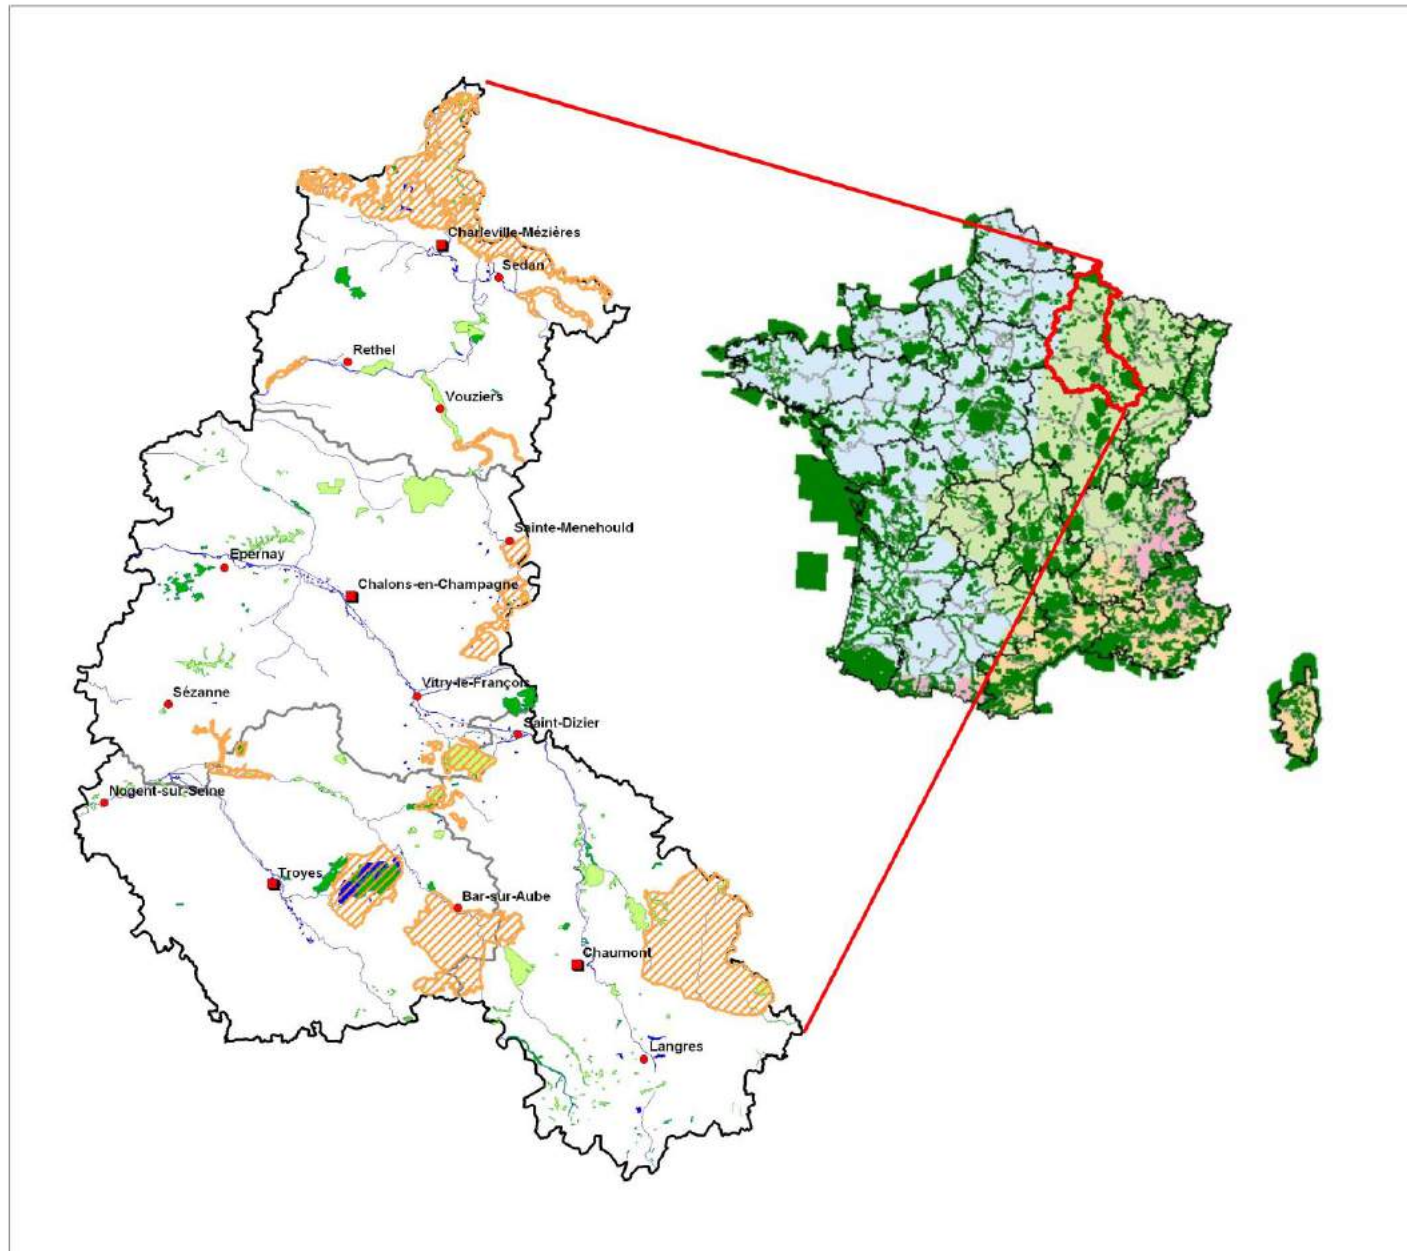 Charleville-Mézières
Sedan
Rethel
Vouziers
Sainte-Menehould
Epernay
Chalons-en-Champagne
Vitry-le-François
Sézanne
Saint-Dizier
Nogent-sur-Seine
Troyes
Bar-sur-Aube
Chaumont
Langres